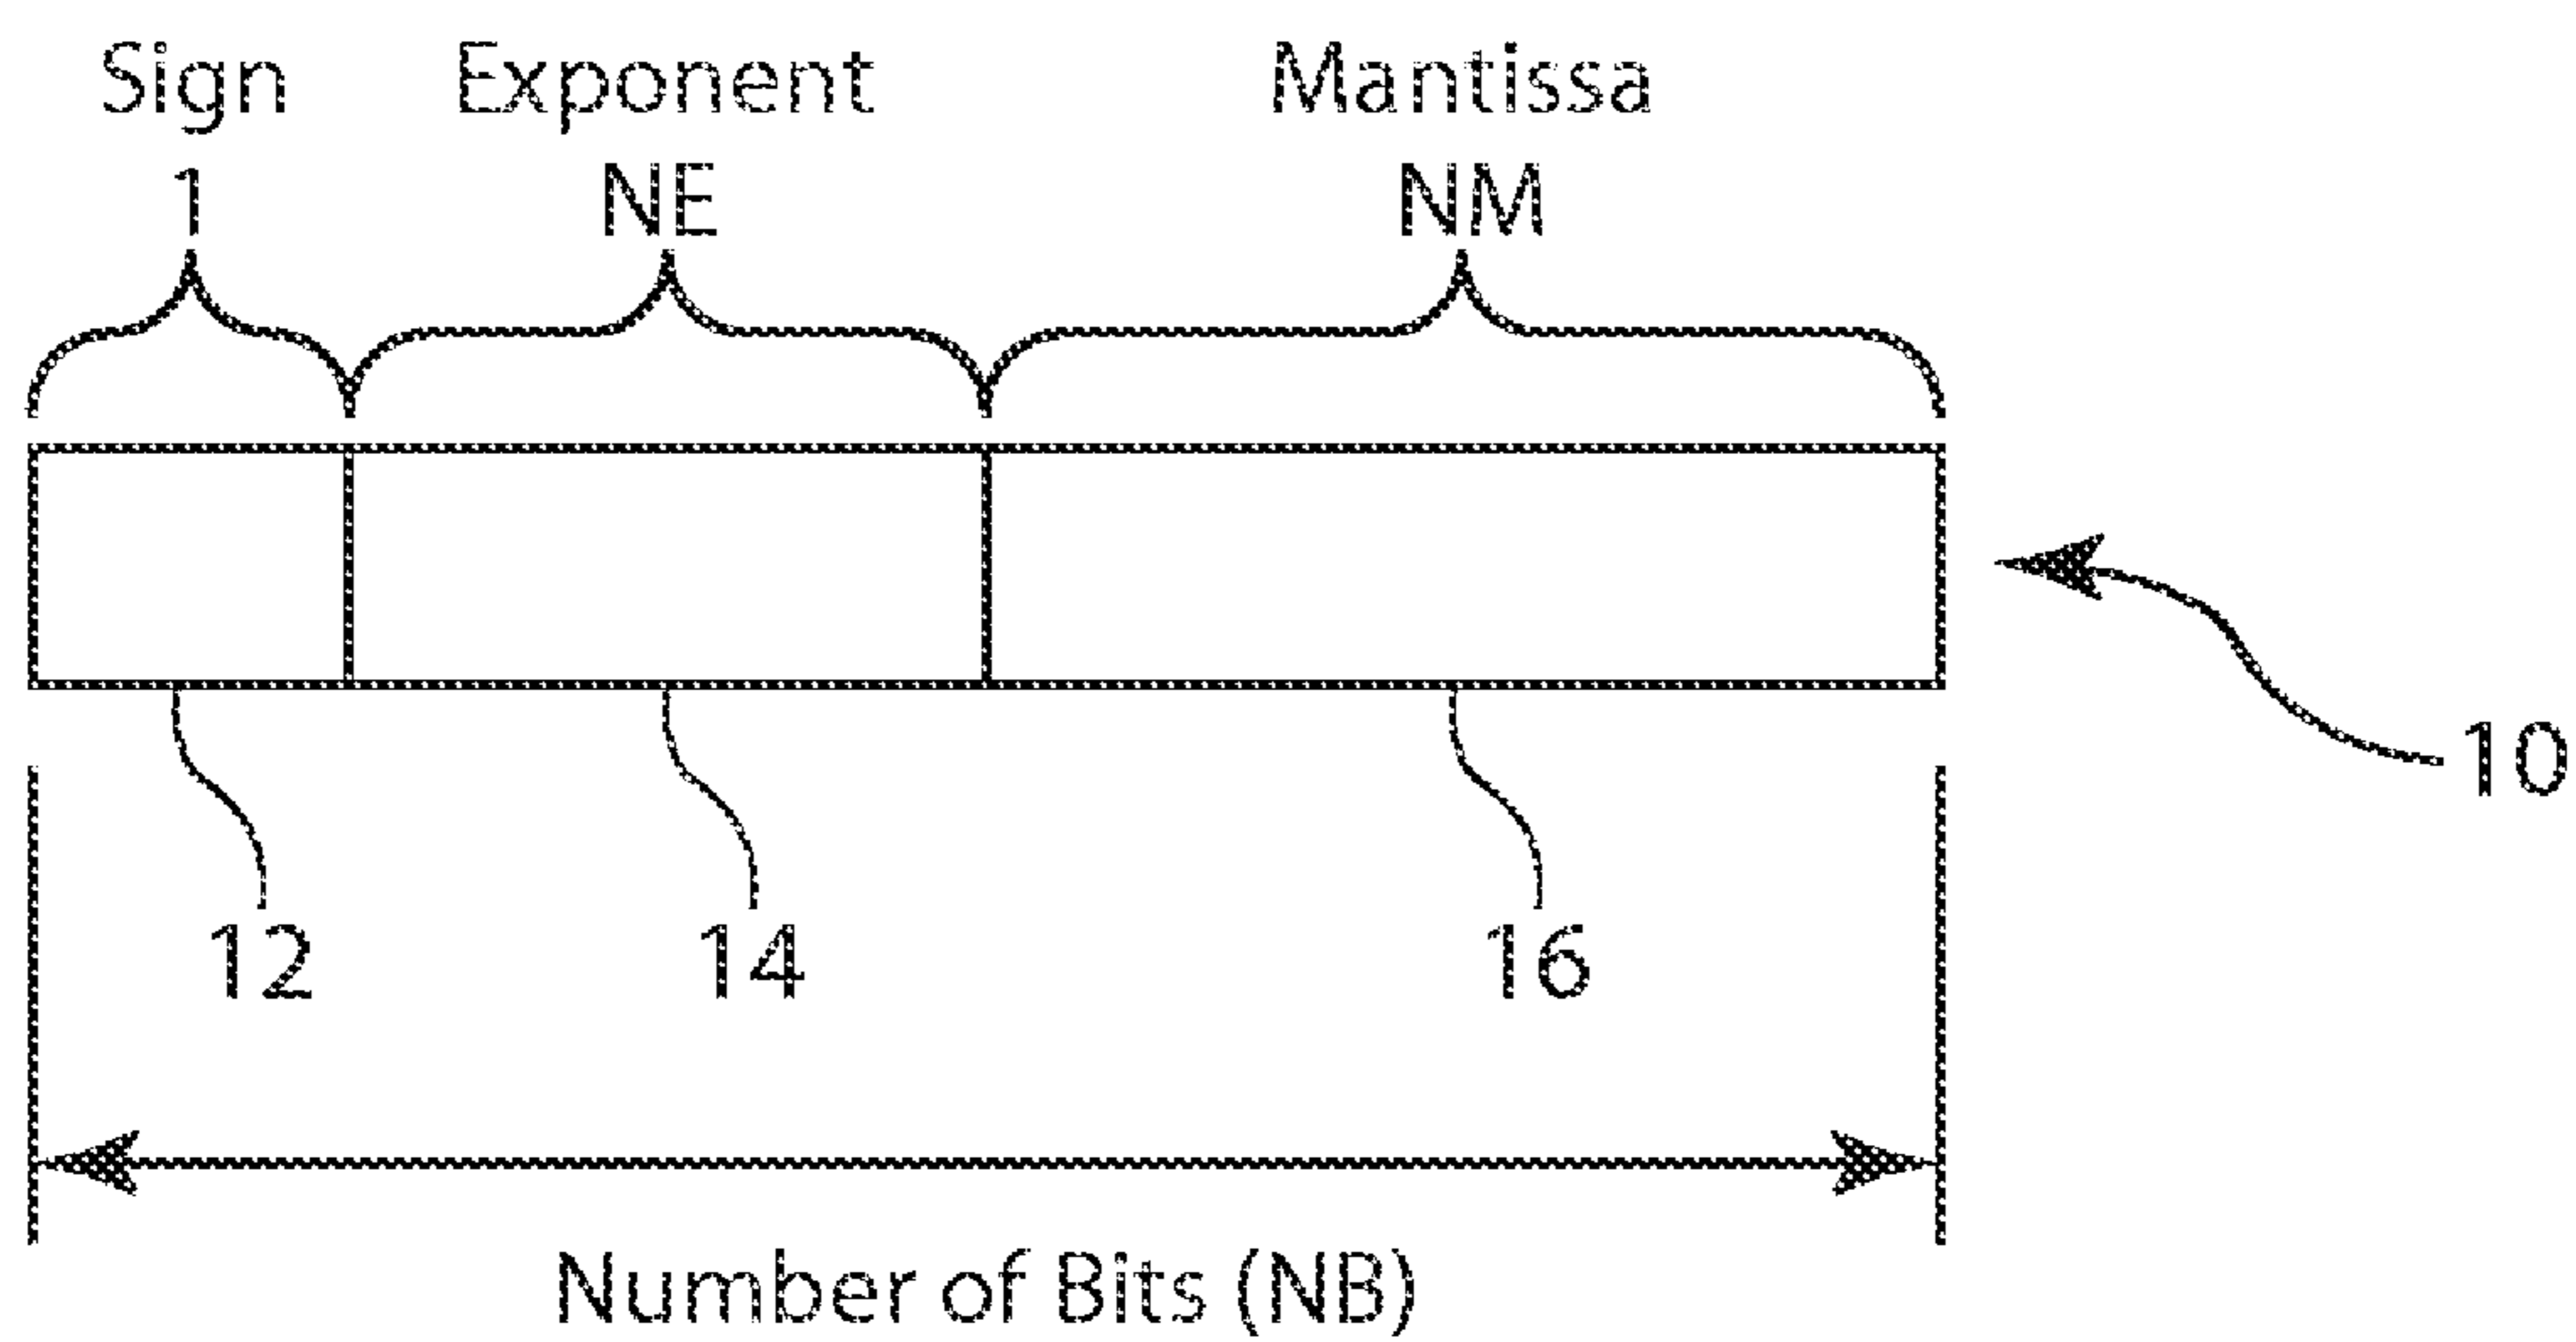 Sign Exponent Mantissa
1 NE NM
10
12 14 16
Number of Bits (NB)